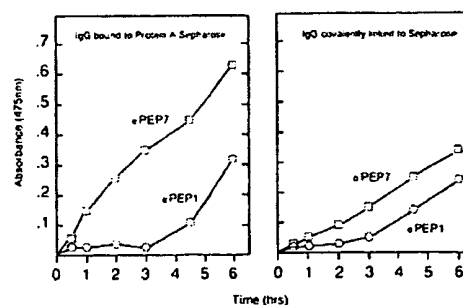 IgG bound to Protein A Sepharose
IgG covalently linked to Sepharose
.7
.6
.5
.4
.3
.2
.1
Absorbance (475nm)
αPEP7
αPEP1
αPEP7
αPEP1
0 1 2 3 4 5 6
0 1 2 3 4 5 6
Time (hrs)